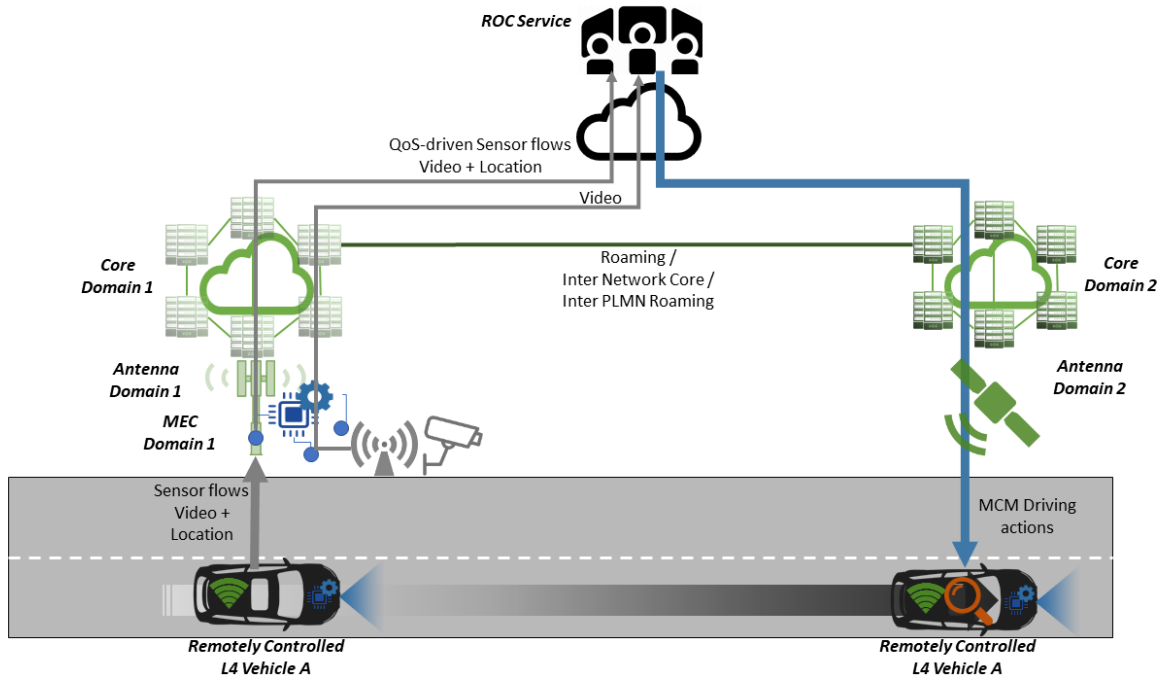 ROC Service
QoS-driven Sensor flows
Video + Location
Video
Roaming /
Inter Network Core /
Inter PLMN Roaming
Core
Domain 1
Core
Domain 2
Antenna
Domain 1
Antenna
Domain 2
MEC
Domain 1
Sensor flows
Video +
Location
MCM Driving
actions
Remotely Controlled
L4 Vehicle A
Remotely Controlled
L4 Vehicle A